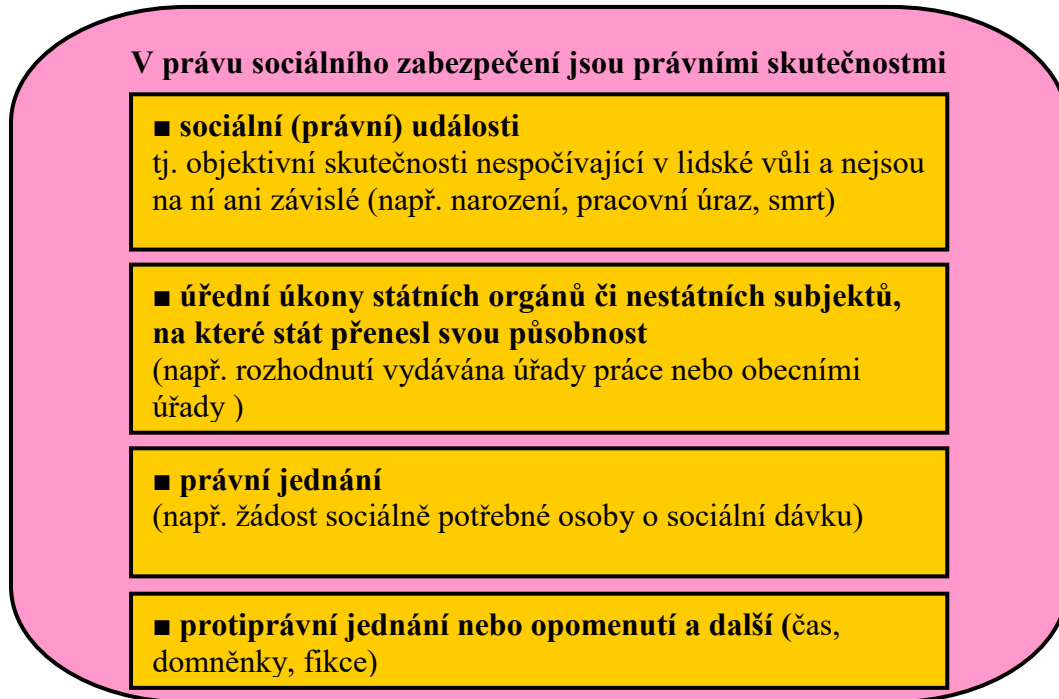 V právu sociálního zabezpečení jsou právními skutečnostmi
■ sociální (právní) události
tj. objektivní skutečnosti nespočívající v lidské vůli a nejsou
na ní ani závislé (např. narození, pracovní úraz, smrt)
■ úřední úkony státních orgánů či nestátních subjektů,
na které stát přenesl svou působnost
(např. rozhodnutí vydávána úřady práce nebo obecními
úřady )
■ právní jednání
(např. žádost sociálně potřebné osoby o sociální dávku)
■ protiprávní jednání nebo opomenutí a další (čas,
domněnky, fikce)